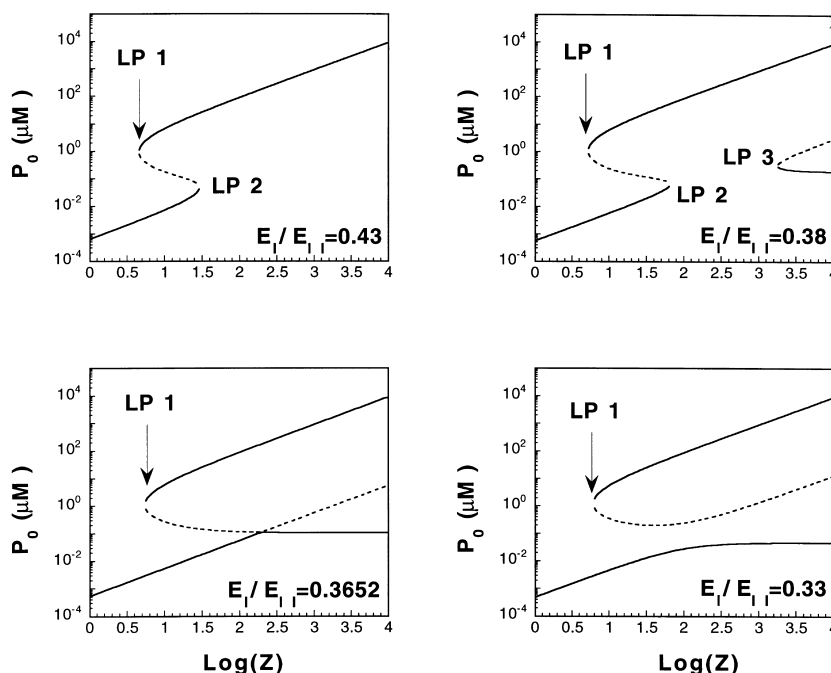 10⁴
10²
10⁰
10⁻²
10⁻⁴
P₀ (µM)
LP 1
LP 2
E_I / E_I I =0.43
0 0.5 1 1.5 2 2.5 3 3.5 4
10⁴
10²
10⁰
10⁻²
10⁻⁴
P₀ (µM)
LP 1
LP 3
LP 2
E_I / E_I I =0.38
0 0.5 1 1.5 2 2.5 3 3.5 4
10⁴
10²
10⁰
10⁻²
10⁻⁴
P₀ (µM)
LP 1
E_I / E_I I =0.3652
0 0.5 1 1.5 2 2.5 3 3.5 4
Log(Z)
10⁴
10²
10⁰
10⁻²
10⁻⁴
P₀ (µM)
LP 1
E_I / E_I I =0.33
0 0.5 1 1.5 2 2.5 3 3.5 4
Log(Z)